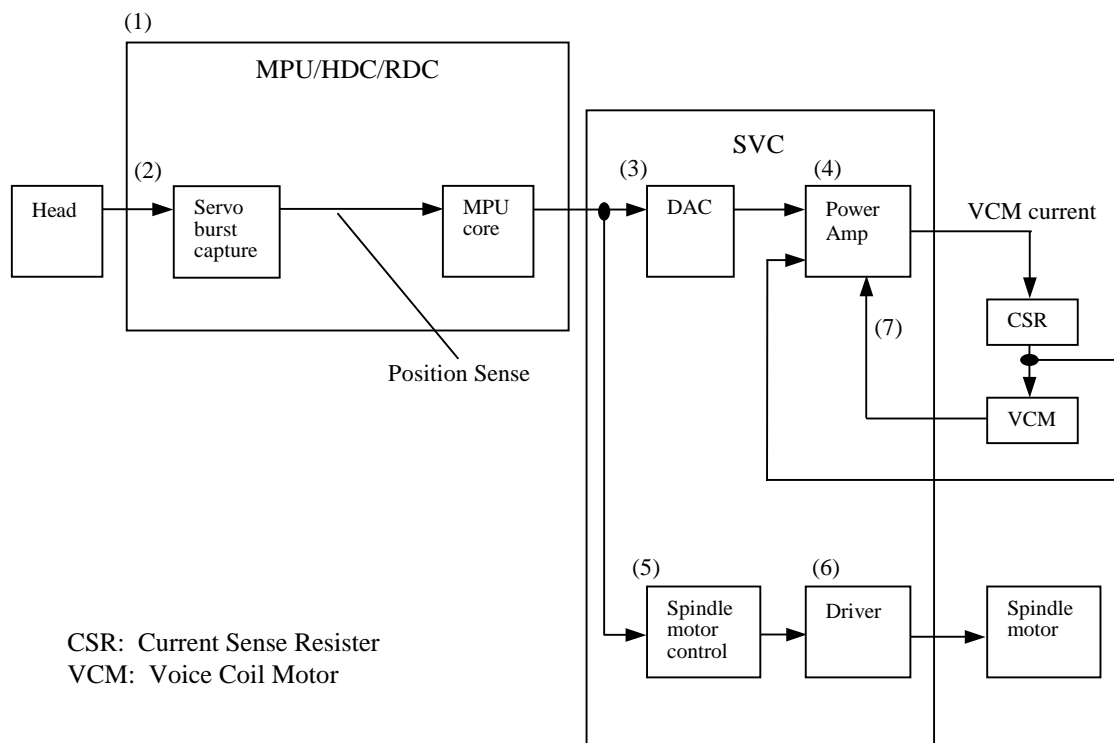 (1)
MPU/HDC/RDC
SVC
(2)
(3)
(4)
Head
Servo
burst
capture
MPU
core
DAC
Power
Amp
VCM current
(7)
CSR
Position Sense
VCM
(5)
(6)
Spindle
motor
control
Driver
Spindle
motor
CSR: Current Sense Resister
VCM: Voice Coil Motor